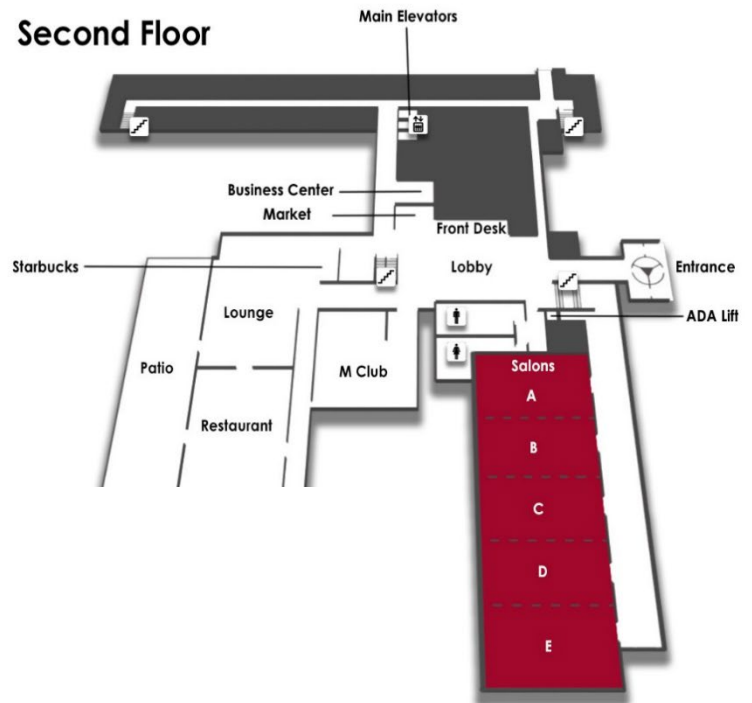 Second Floor
Main Elevators
Business Center
Market
Front Desk
Starbucks
Lobby
Entrance
Lounge
ADA Lift
Patio
M Club
Salons
A
Restaurant
B
C
D
E